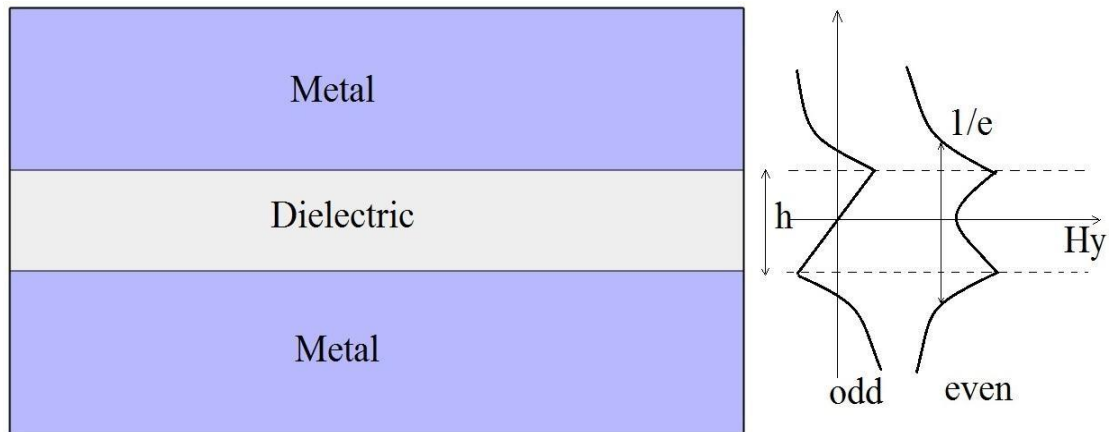 Metal
Dielectric
Metal
1/e
h
Hy
odd
even